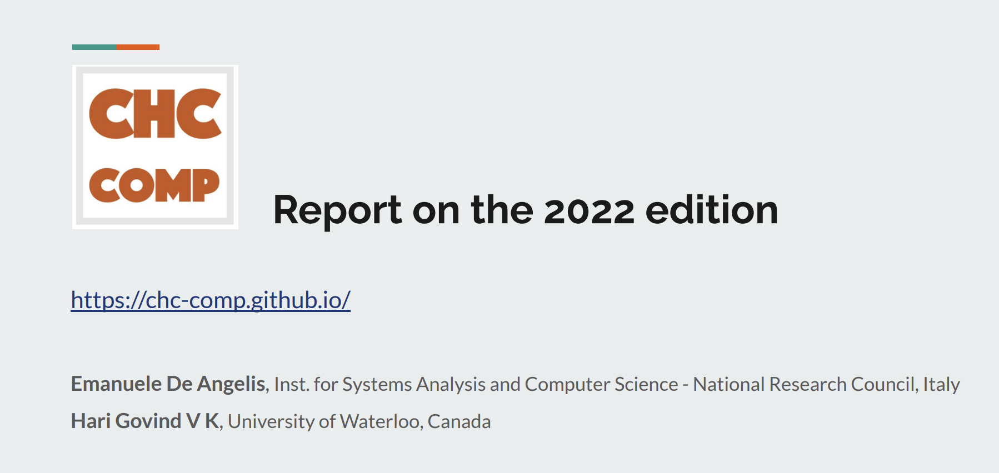 CHC
COMP
Report on the 2022 edition
https://chc-comp.github.io/
Emanuele De Angelis, Inst. for Systems Analysis and Computer Science - National Research Council, Italy
Hari Govind V K, University of Waterloo, Canada